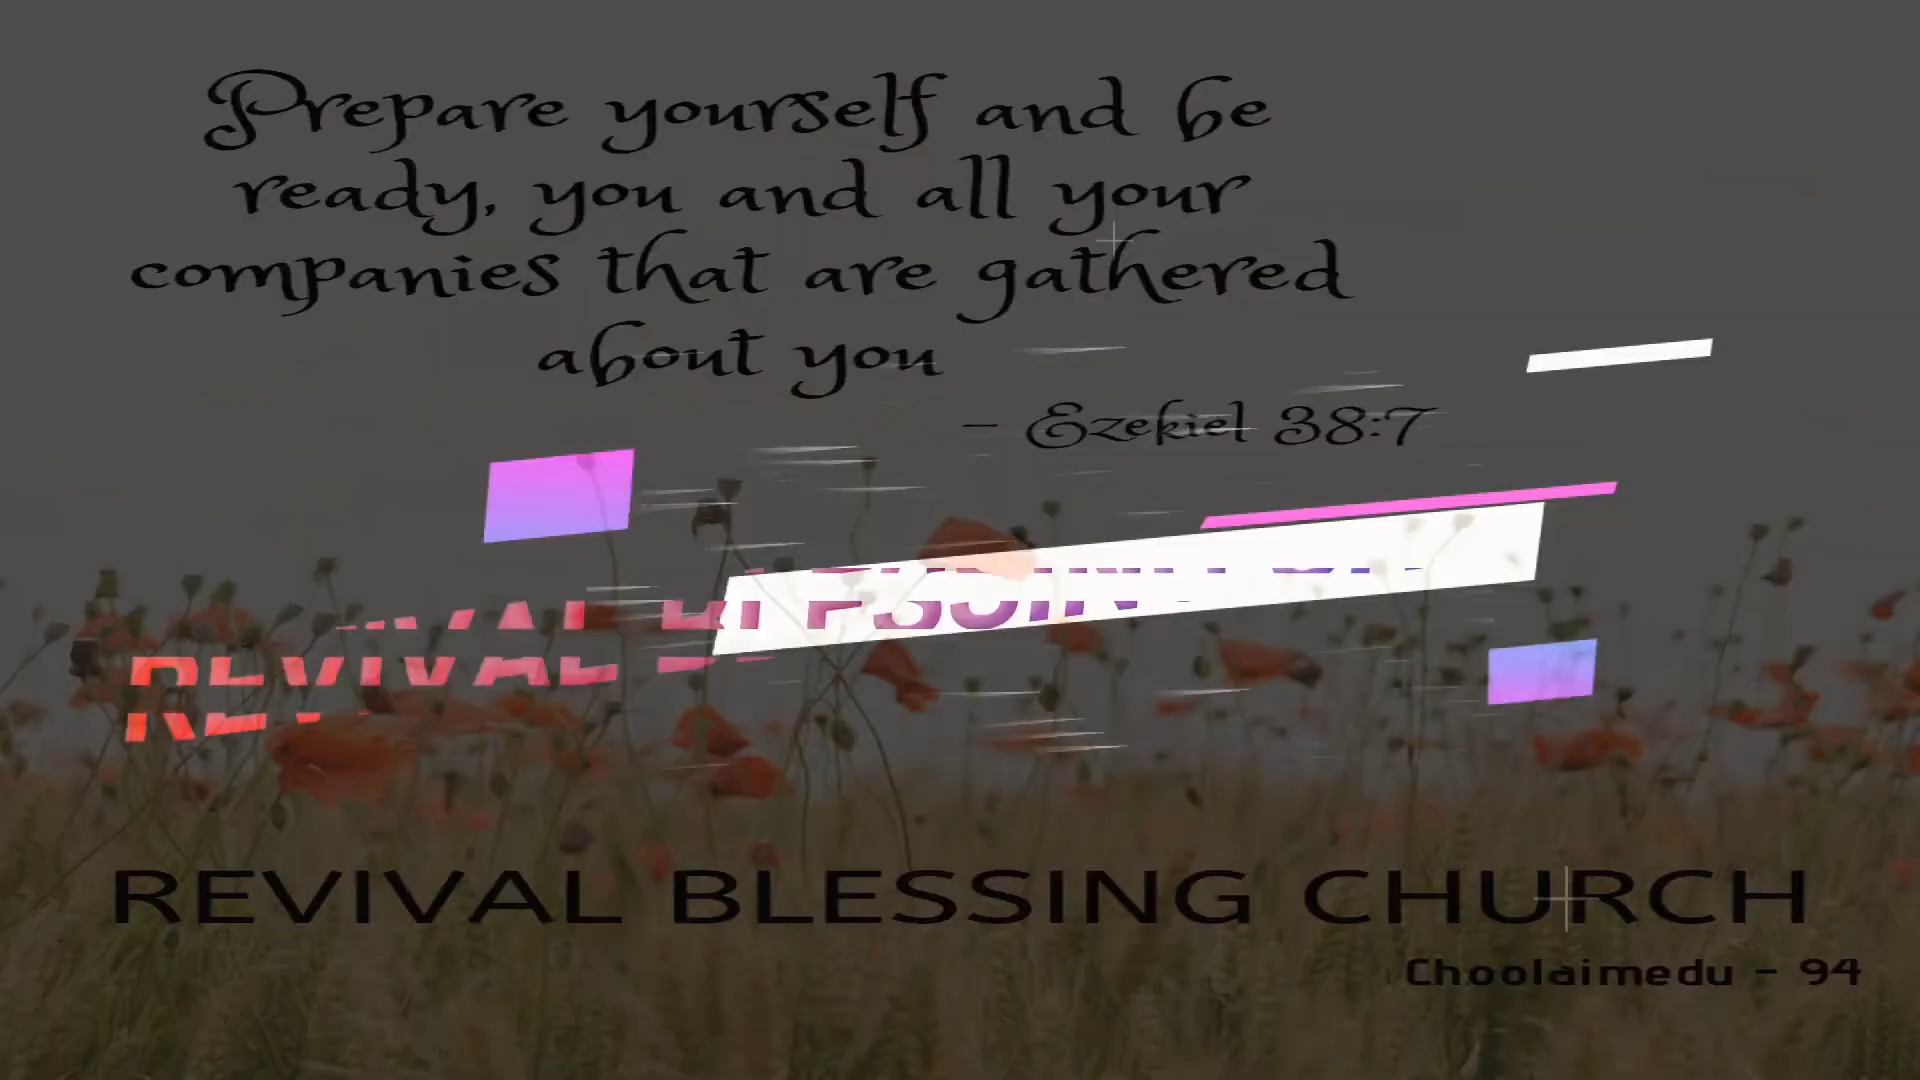 Prepare yourself and be
ready, you and all your
companies that are gathered
about you
- Ezekiel 38:7
REVIVAL BLESSING CHURCH
Choolaimedu - 94